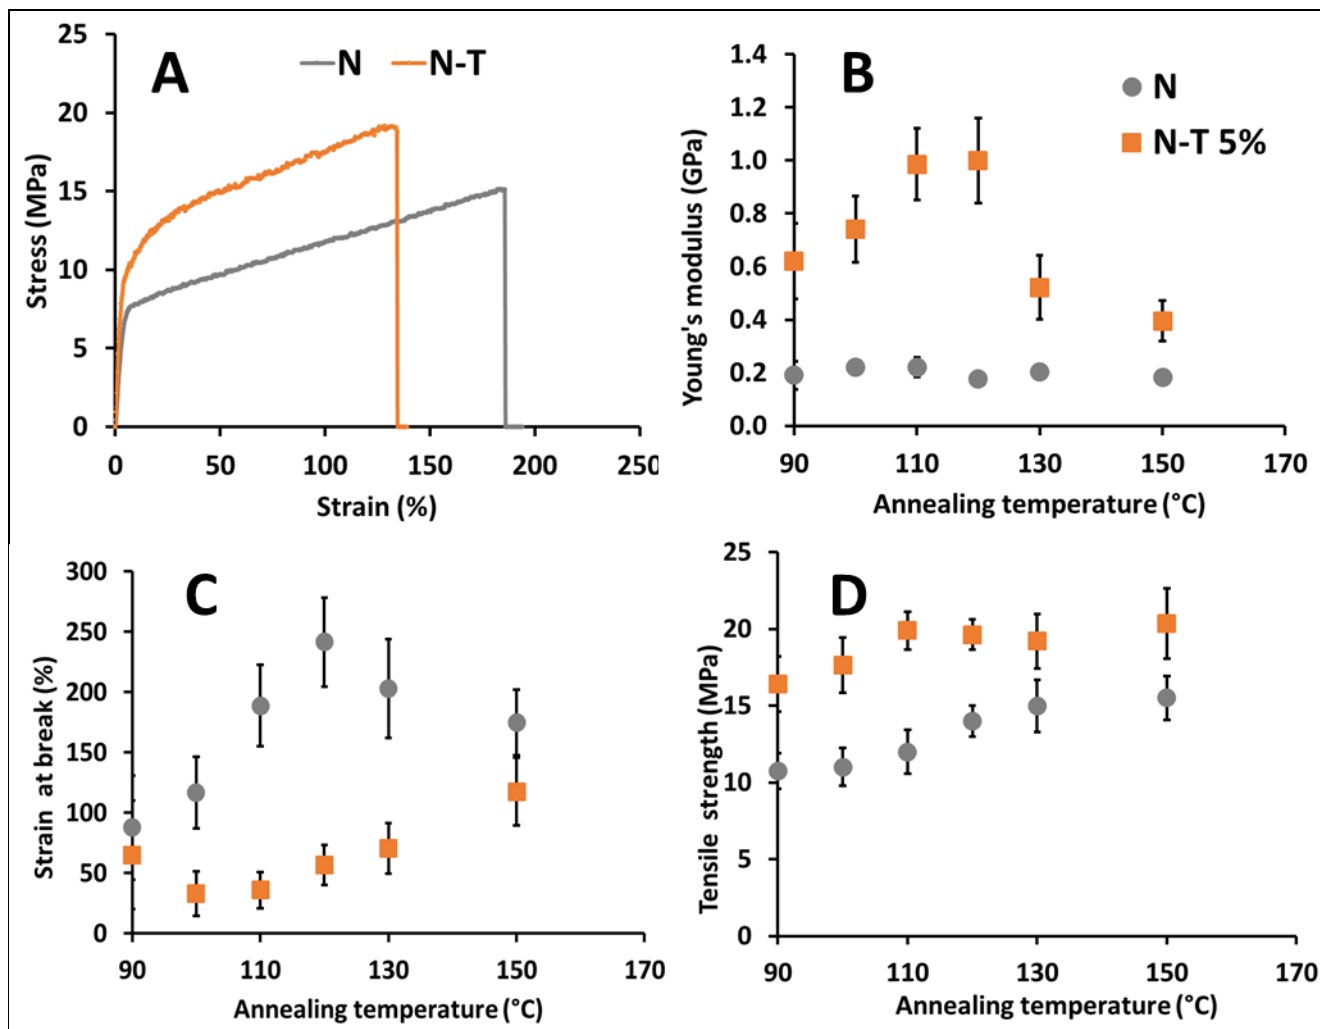 A
N
N-T
25
20
15
10
5
0
0 50 100 150 200 250
Stress (MPa)
Strain (%)
B
N
N-T 5%
1.4
1.2
1.0
0.8
0.6
0.4
0.2
0.0
90 110 130 150 170
Young's modulus (GPa)
Annealing temperature (°C)
C
300
250
200
150
100
50
0
90 110 130 150 170
Strain at break (%)
Annealing temperature (°C)
D
25
20
15
10
5
0
90 110 130 150 170
Tensile strength (MPa)
Annealing temperature (°C)